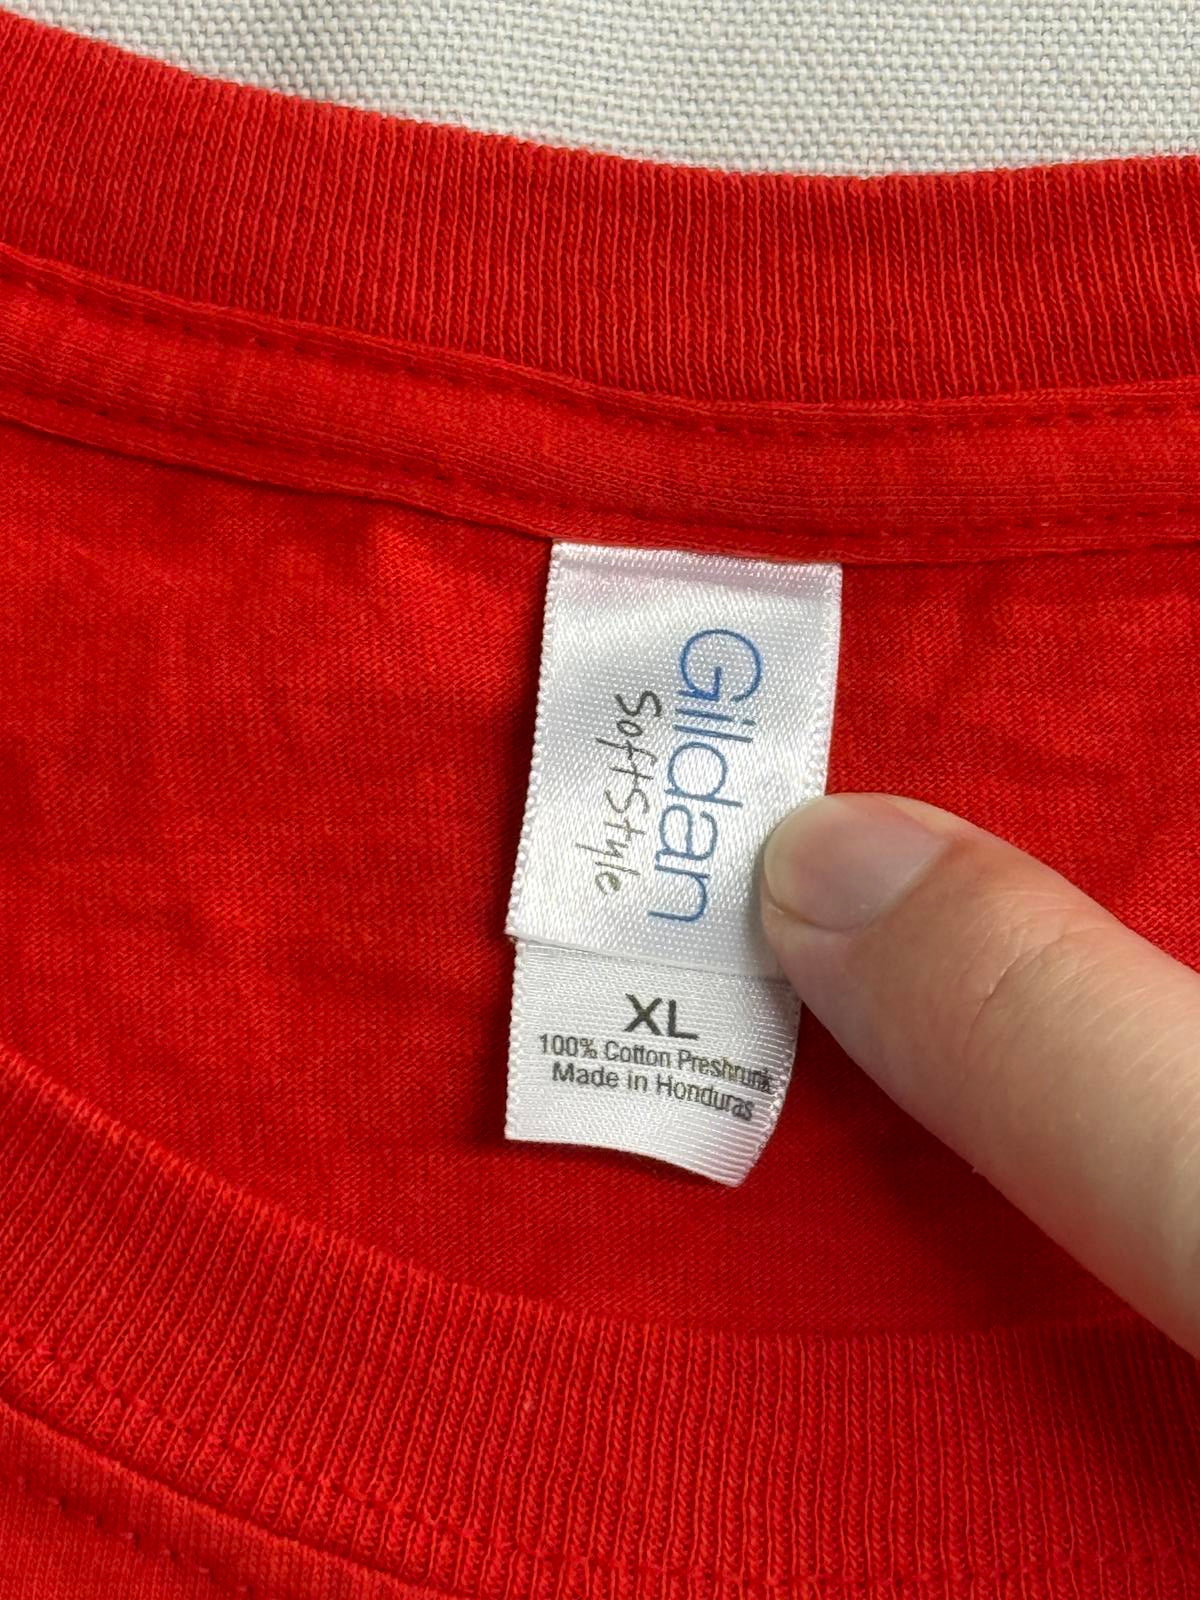 Gildan
SoftStyle
XL
100% Cotton Preshrunk
Made in Honduras